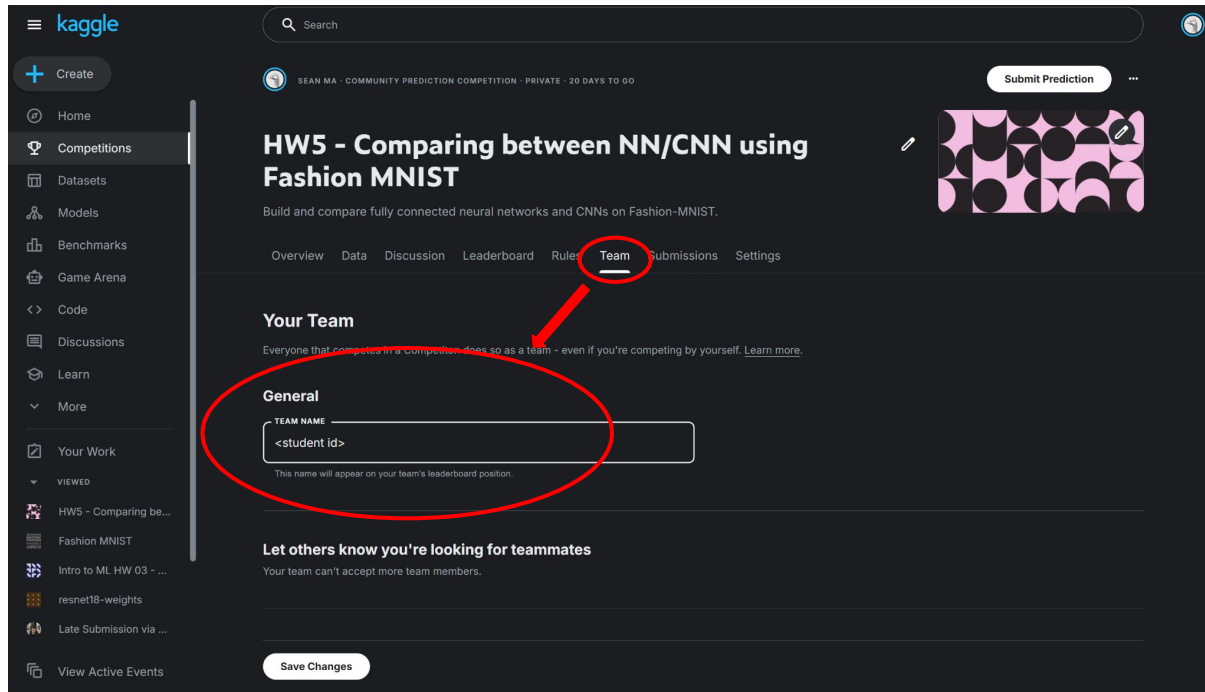 kaggle
Search
Create
SEAN MA · COMMUNITY PREDICTION COMPETITION · PRIVATE · 20 DAYS TO GO
Submit Prediction
Home
Competitions
Datasets
Models
Benchmarks
Game Arena
Code
Discussions
Learn
More
Your Work
VIEWED
HW5 - Comparing be...
Fashion MNIST
Intro to ML HW 03 - ...
resnet18-weights
Late Submission via ...
View Active Events
HW5 - Comparing between NN/CNN using
Fashion MNIST
Build and compare fully connected neural networks and CNNs on Fashion-MNIST.
Overview Data Discussion Leaderboard Rules Team Submissions Settings
Your Team
Everyone that competes in a Competiton does so as a team - even if you're competing by yourself. Learn more.
General
TEAM NAME
<student id>
This name will appear on your team's leaderboard position.
Let others know you're looking for teammates
Your team can't accept more team members.
Save Changes